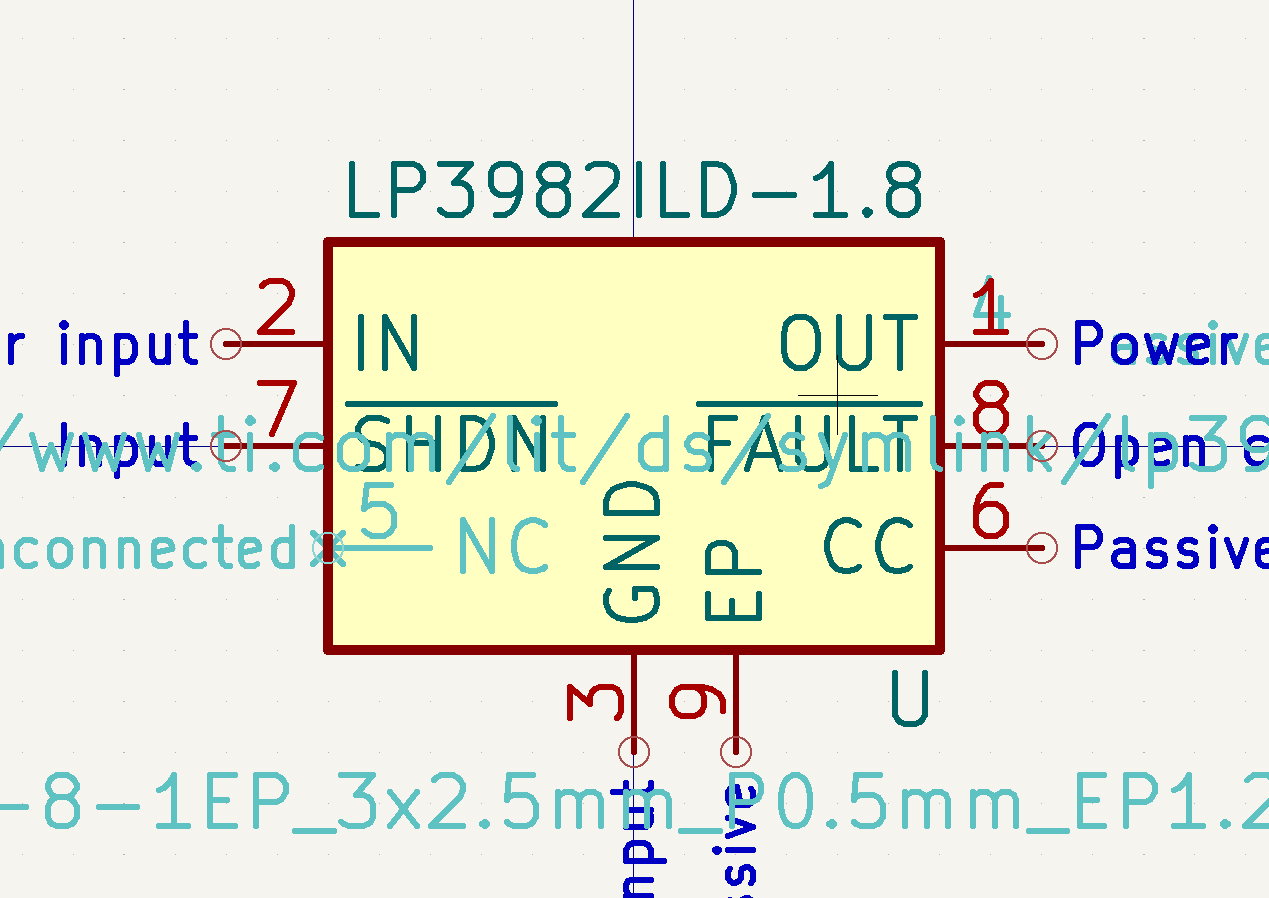 LP3982ILD-1.8
2 1 4
r input IN OUT Power ssive
7 8
/www.ti.com/lit/ds/symlink/lp39
Input SHDN FAULT Open c
5 6
nconnected NC CC Passive
GND EP
3 9 U
-8-1EP_3x2.5mm_P0.5mm_EP1.2
nput ssive